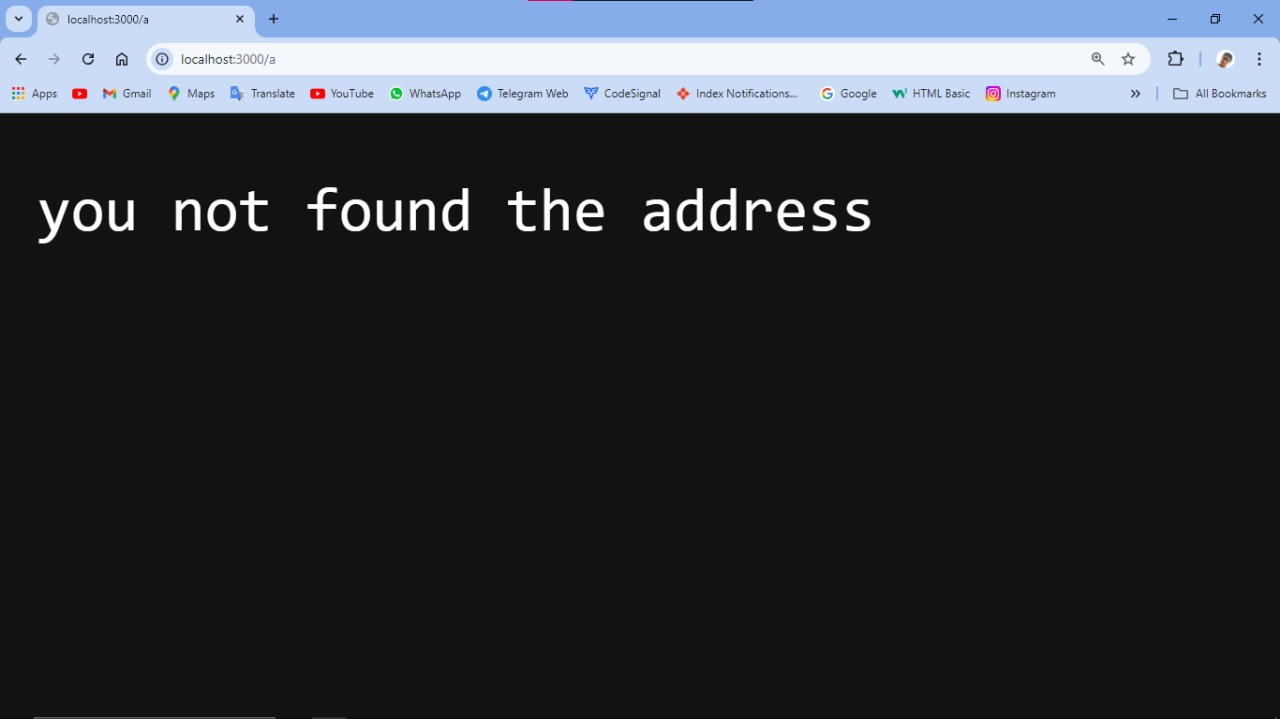 localhost:3000/a
localhost:3000/a
Apps Gmail Maps Translate YouTube WhatsApp Telegram Web CodeSignal Index Notifications... Google HTML Basic Instagram All Bookmarks
you not found the address